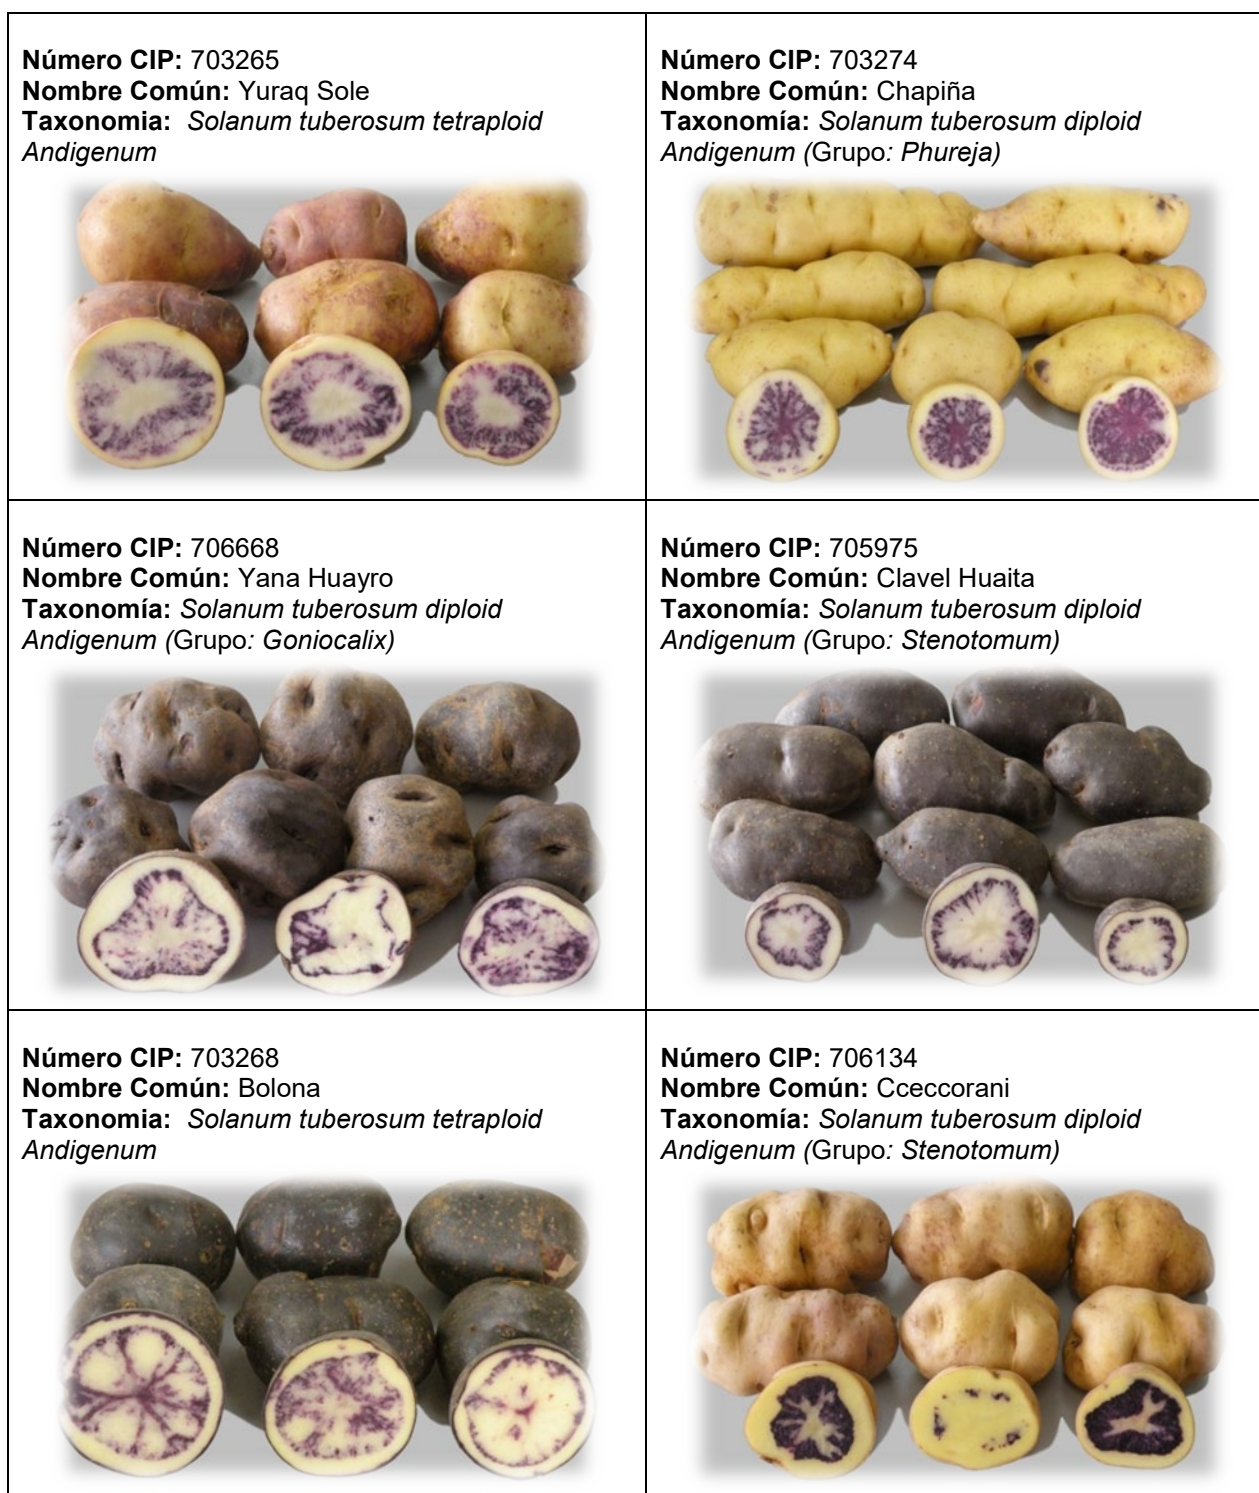 Número CIP: 703265
Nombre Común: Yuraq Sole
Taxonomia: Solanum tuberosum tetraploid
Andigenum
Número CIP: 703274
Nombre Común: Chapiña
Taxonomía: Solanum tuberosum diploid
Andigenum (Grupo: Phureja)
Número CIP: 706668
Nombre Común: Yana Huayro
Taxonomía: Solanum tuberosum diploid
Andigenum (Grupo: Goniocalix)
Número CIP: 705975
Nombre Común: Clavel Huaita
Taxonomía: Solanum tuberosum diploid
Andigenum (Grupo: Stenotomum)
Número CIP: 703268
Nombre Común: Bolona
Taxonomia: Solanum tuberosum tetraploid
Andigenum
Número CIP: 706134
Nombre Común: Cceccorani
Taxonomía: Solanum tuberosum diploid
Andigenum (Grupo: Stenotomum)